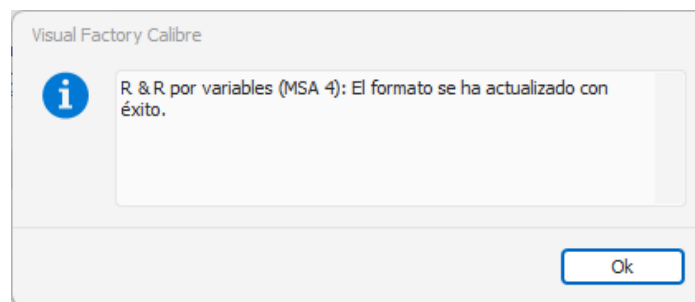 Visual Factory Calibre
R & R por variables (MSA 4): El formato se ha actualizado con
éxito.
Ok